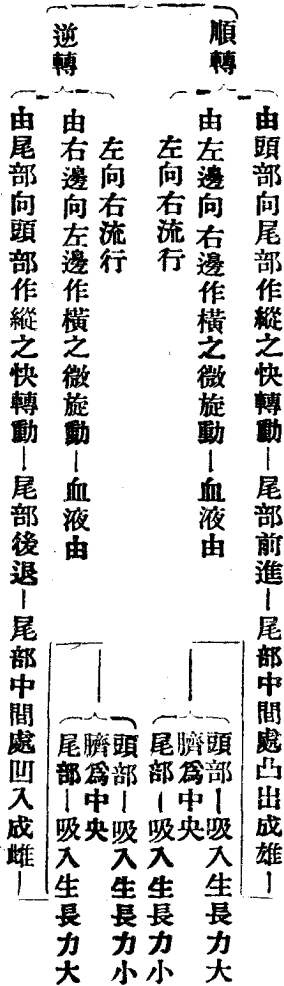 順轉
由頭部向尾部作縱之快轉動—尾部前進—尾部中間處凸出成雄—
由左邊向右邊作橫之微旋動—血液由
左向右流行
頭部—吸入生長力大
臍爲中央
尾部—吸入生長力小
逆轉
左向右流行
由右邊向左邊作橫之微旋動—血液由
由尾部向頭部作縱之快轉動—尾部後退—尾部中間處凹入成雌—
頭部—吸入生長力小
臍爲中央
尾部—吸入生長力大